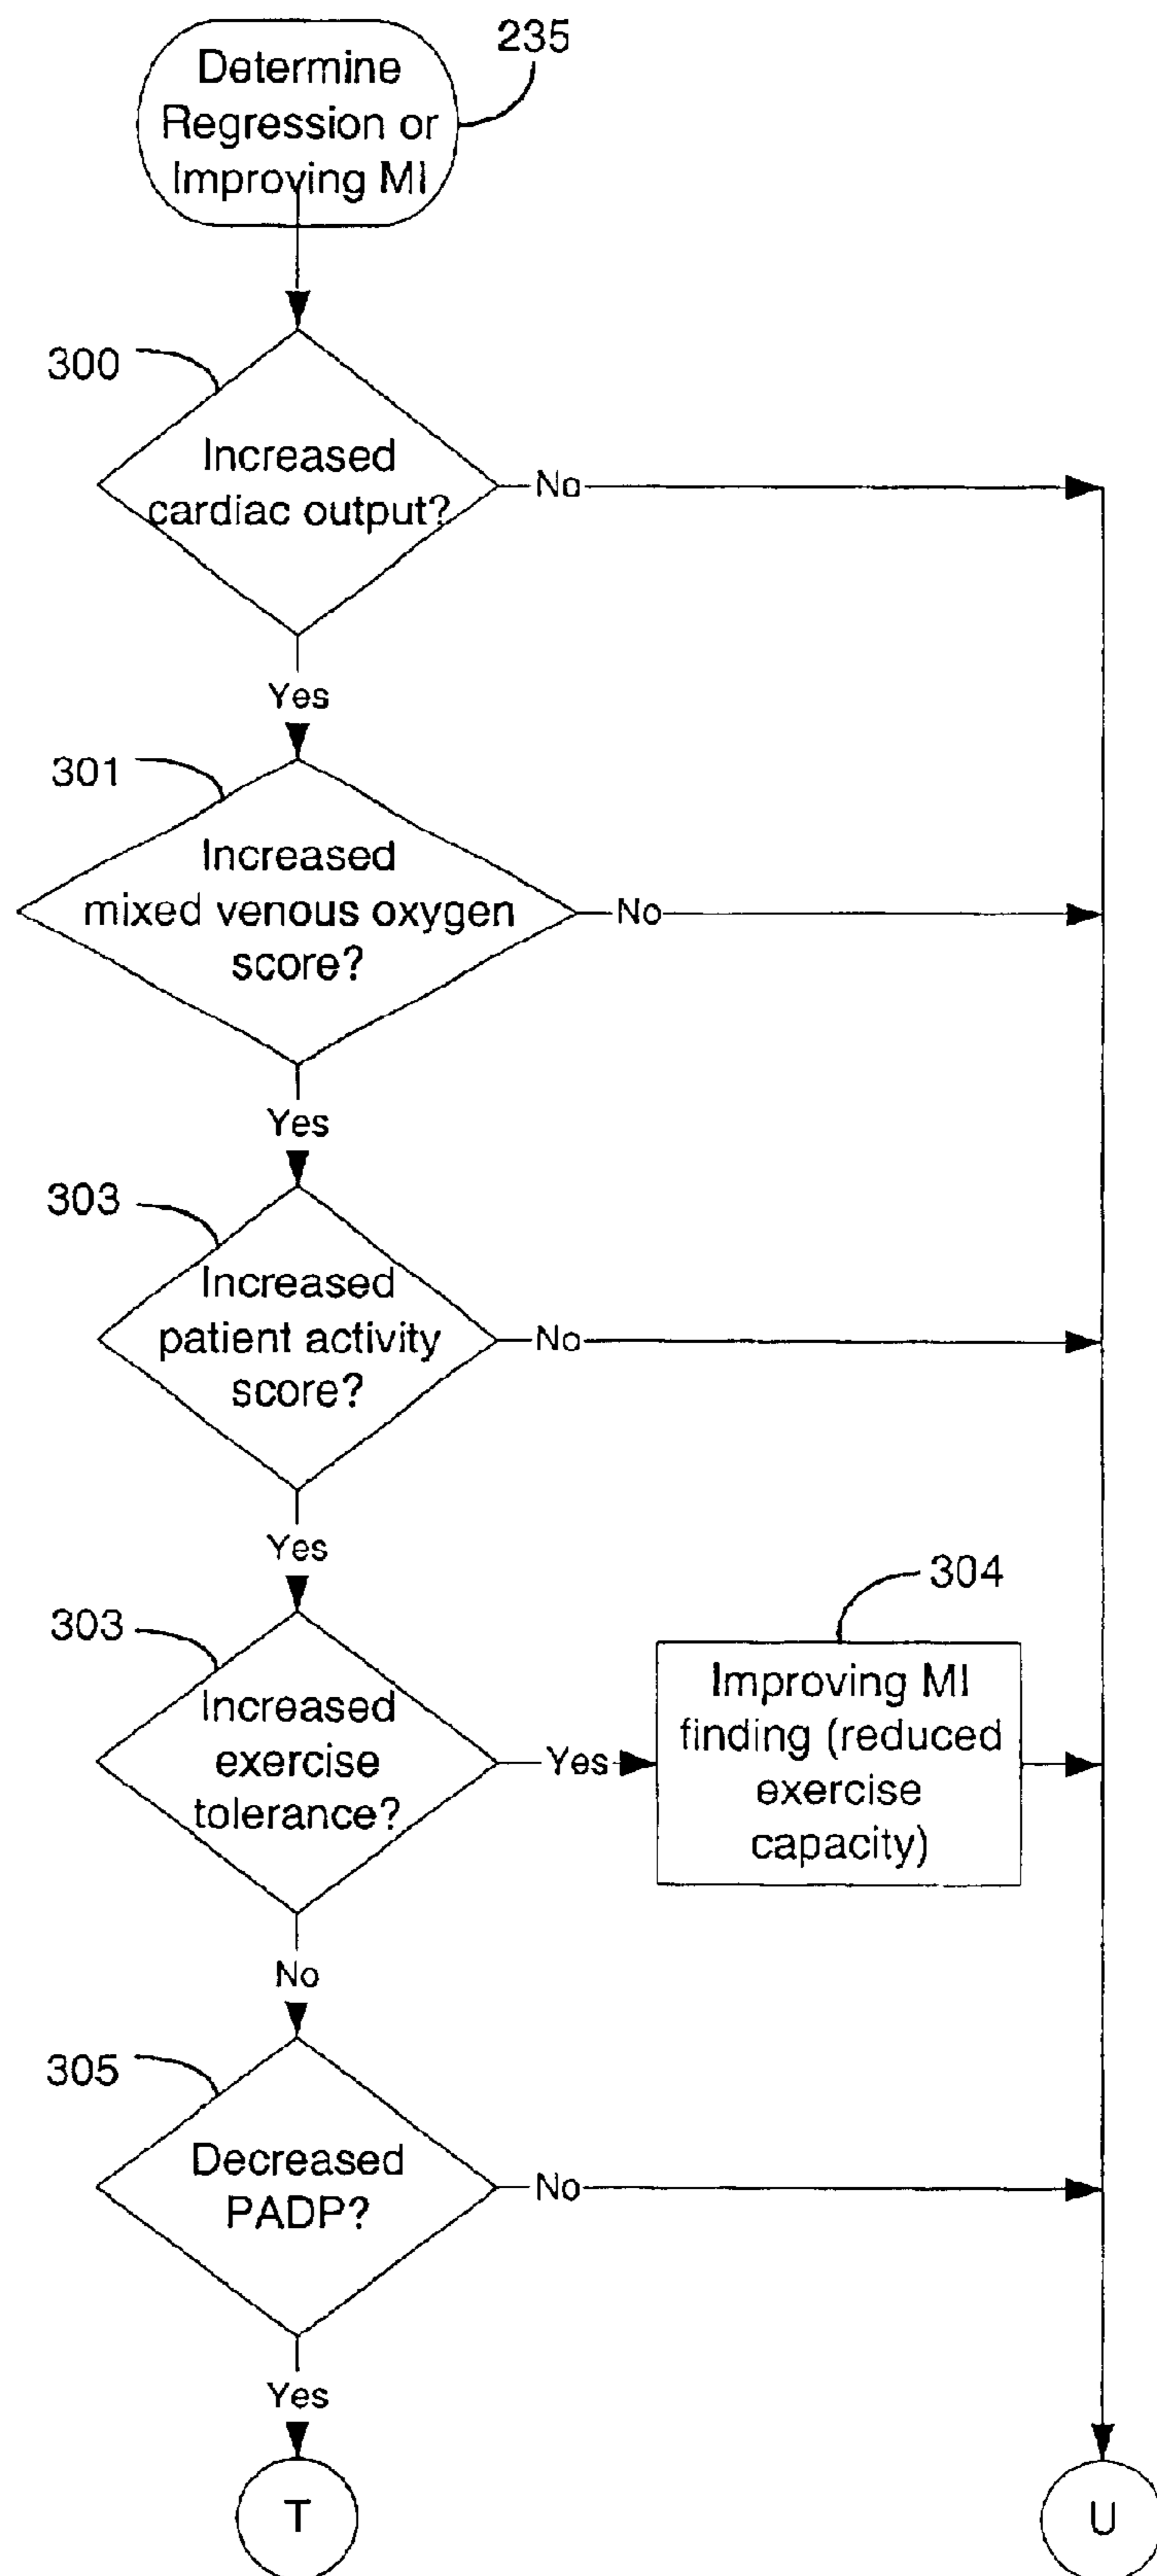 235
Determine
Regression or
Improving MI
300
Increased
cardiac output?
No
Yes
301
Increased
mixed venous oxygen
score?
No
Yes
303
Increased
patient activity
score?
No
Yes
303
Increased
exercise
tolerance?
Yes
304
Improving MI
finding (reduced
exercise
capacity)
No
305
Decreased
PADP?
No
Yes
T
U